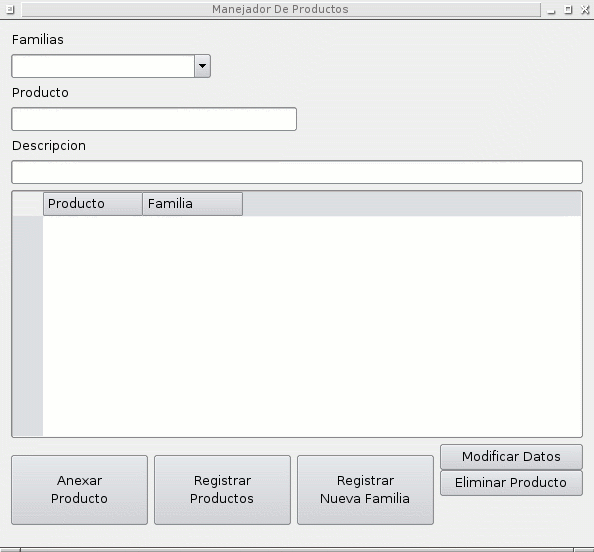 Manejador De Productos
Familias
Producto
Descripcion
Producto Familia
Anexar
Producto
Registrar
Productos
Registrar
Nueva Familia
Modificar Datos
Eliminar Producto